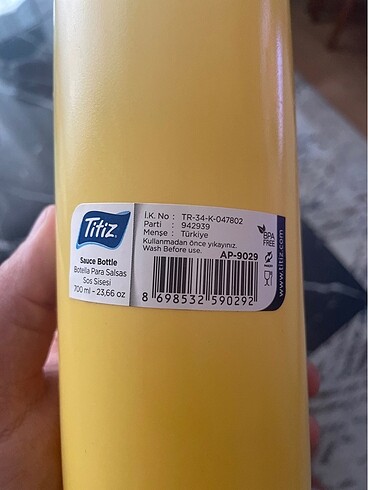 Titiz
Sauce Bottle
Botella Para Salsas
Sos Şişesi
700 ml – 23,66 oz
İ.K. No : TR-34-K-047802
Parti : 942939
Menşe : Türkiye
Kullanmadan önce yıkayınız.
Wash Before use.
AP-9029
8 698532 590292
BPA
FREE
www.titiz.com